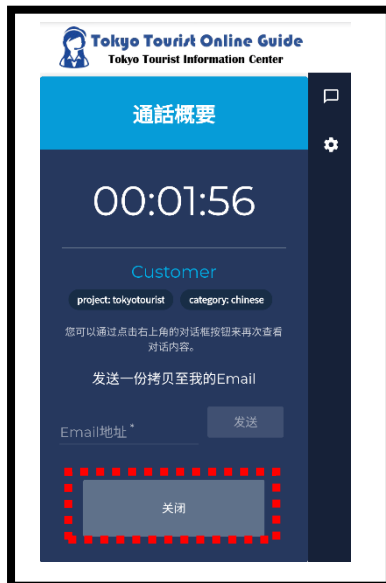 Tokyo Tourist Online Guide
Tokyo Tourist Information Center
通話概要
00:01:56
Customer
project: tokyotourist category: chinese
您可以通过点击右上角的对话框按钮来再次查看
对话内容。
发送一份拷贝至我的Email
Email地址 *
发送
关闭